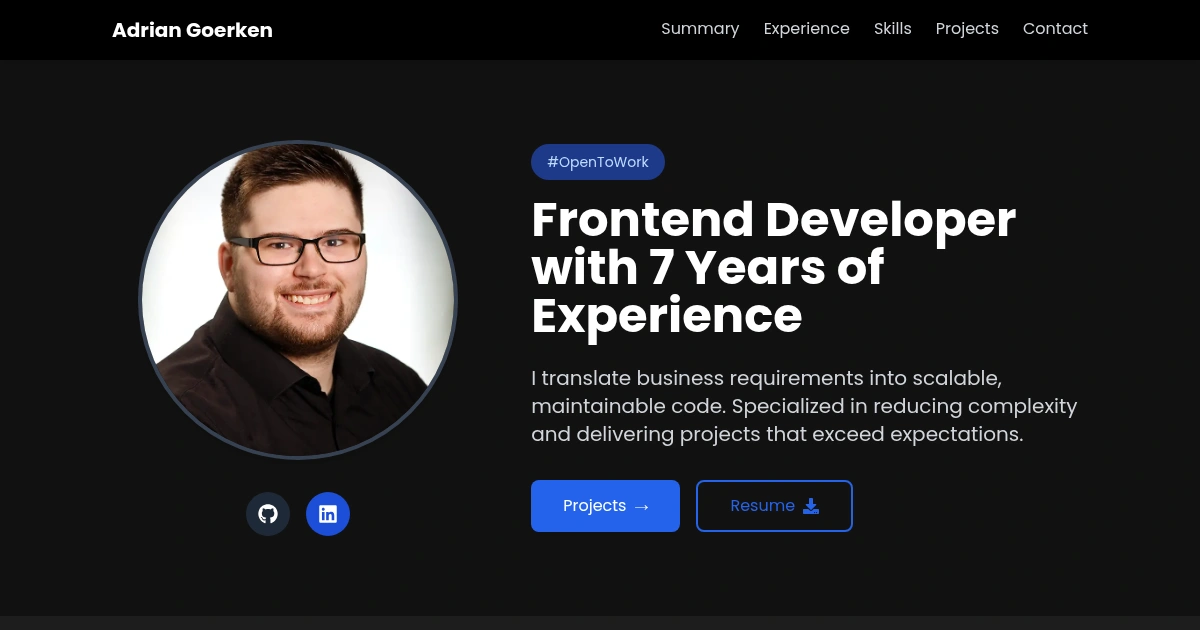 Adrian Goerken
Summary Experience Skills Projects Contact
#OpenToWork
Frontend Developer
with 7 Years of
Experience
I translate business requirements into scalable,
maintainable code. Specialized in reducing complexity
and delivering projects that exceed expectations.
Projects →
Resume
in